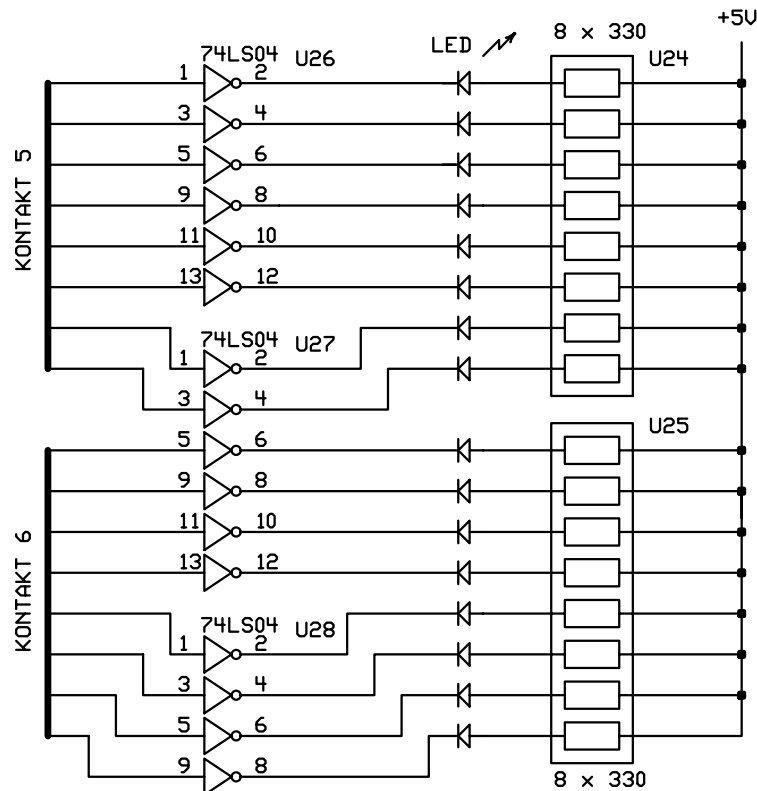 +5V
8 x 330
LED
74LS04 U26
U24
1 2
3 4
5 6
9 8
11 10
13 12
KONTAKT 5
74LS04 U27
1 2
3 4
U25
5 6
9 8
11 10
13 12
KONTAKT 6
74LS04 U28
1 2
3 4
5 6
9 8
8 x 330